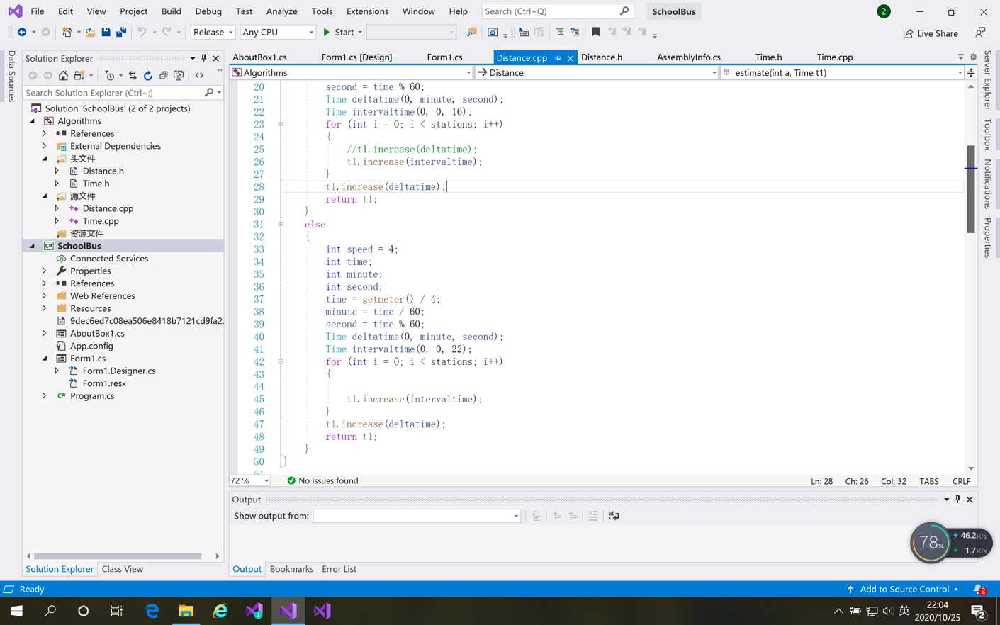 File Edit View Project Build Debug Test Analyze Tools Extensions Window Help Search (Ctrl+Q) SchoolBus 2
Release Any CPU Start Live Share
Data Sources
Solution Explorer
Search Solution Explorer (Ctrl+;)
Solution 'SchoolBus' (2 of 2 projects)
Algorithms
References
External Dependencies
头文件
Distance.h
Time.h
源文件
Distance.cpp
Time.cpp
资源文件
C# SchoolBus
Connected Services
Properties
References
Web References
Resources
9dec6ed7c08ea506e8418b7121cd9fa2.
AboutBox1.cs
App.config
Form1.cs
Form1.Designer.cs
Form1.resx
C# Program.cs
Solution Explorer Class View
AboutBox1.cs Form1.cs [Design] Form1.cs Distance.cpp Distance.h AssemblyInfo.cs Time.h Time.cpp
Algorithms Distance estimate(int a, Time t1)
20 second = time % 60;
21 Time deltatime(0, minute, second);
22 Time intervaltime(0, 0, 16);
23 for (int i = 0; i < stations; i++)
24 {
25 //t1.increase(deltatime);
26 t1.increase(intervaltime);
27 }
28 t1.increase(deltatime);
29 return t1;
30 }
31 else
32 {
33 int speed = 4;
34 int time;
35 int minute;
36 int second;
37 time = getmeter() / 4;
38 minute = time / 60;
39 second = time % 60;
40 Time deltatime(0, minute, second);
41 Time intervaltime(0, 0, 22);
42 for (int i = 0; i < stations; i++)
43 {
44
45 t1.increase(intervaltime);
46 }
47 t1.increase(deltatime);
48 return t1;
49 }
50 }
51
72 % No issues found Ln: 28 Ch: 26 Col: 32 TABS CRLF
Output
Show output from:
Output Bookmarks Error List
Server Explorer
Toolbox
Notifications
Properties
78%
46.2K/s
1.7K/s
Ready Add to Source Control 2
英
22:04
2020/10/25
2